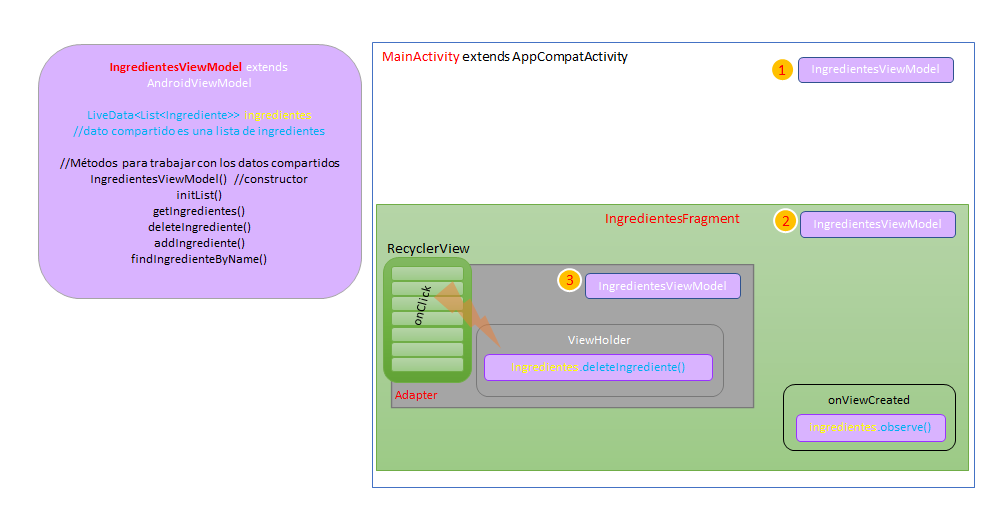 IngredientesViewModel extends
AndroidViewModel
LiveData<List<Ingrediente>> ingredientes
//dato compartido es una lista de ingredientes
//Métodos para trabajar con los datos compartidos
IngredientesViewModel() //constructor
initList()
getIngredientes()
deleteIngrediente()
addIngrediente()
findIngredienteByName()
MainActivity extends AppCompatActivity
1
IngredientesViewModel
IngredientesFragment
2
IngredientesViewModel
RecyclerView
onClick
3
IngredientesViewModel
ViewHolder
Ingredientes.deleteIngrediente()
Adapter
onViewCreated
ingredientes.observe()